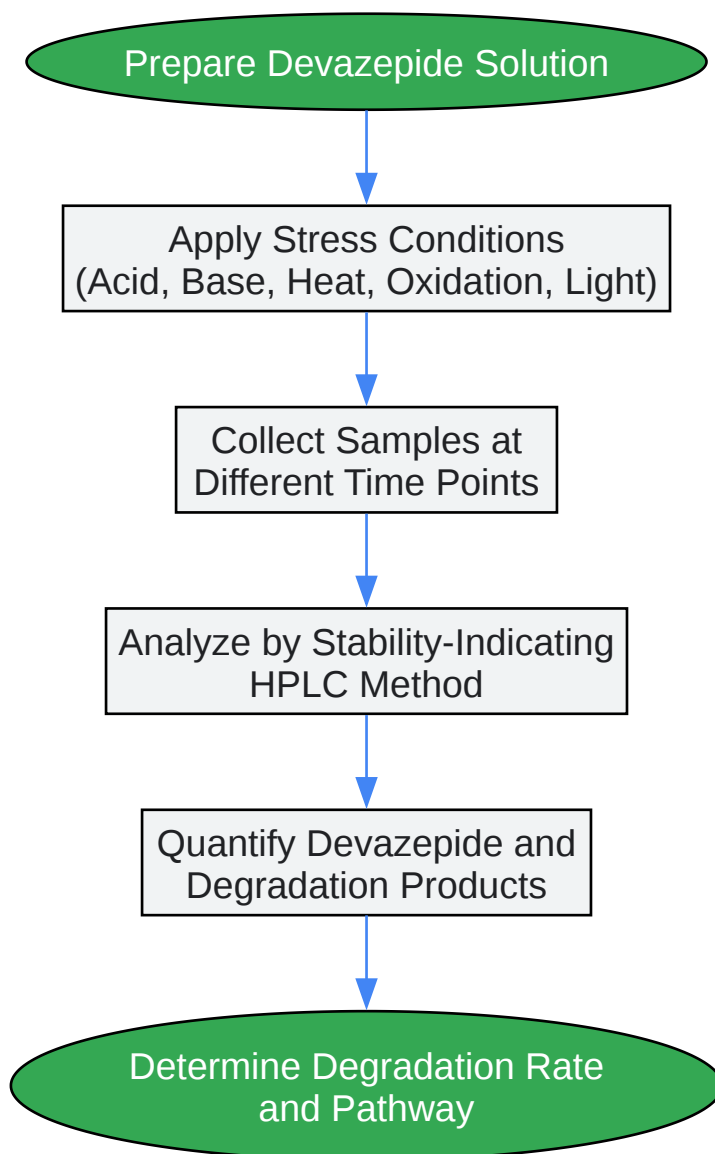 Prepare Devazepide Solution
Apply Stress Conditions
(Acid, Base, Heat, Oxidation, Light)
Collect Samples at
Different Time Points
Analyze by Stability-Indicating
HPLC Method
Quantify Devazepide and
Degradation Products
Determine Degradation Rate
and Pathway